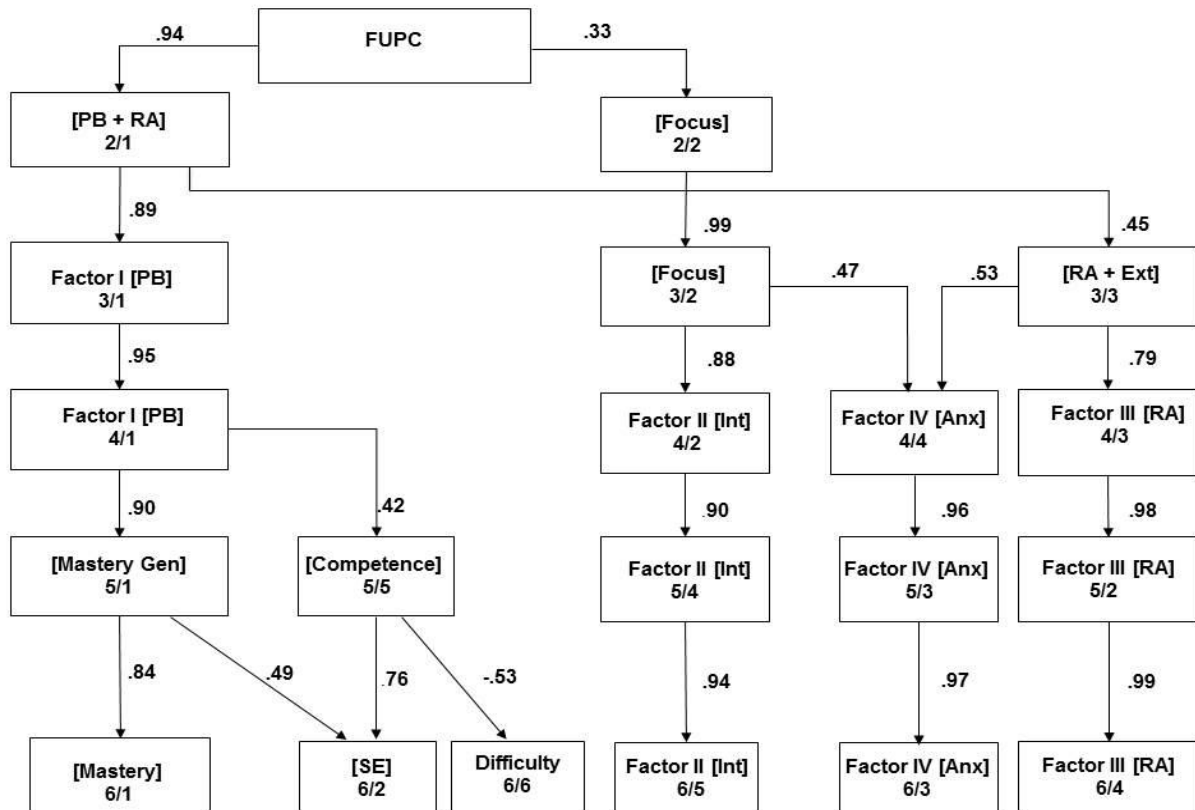 .94
FUPC
.33
[PB + RA]
2/1
[Focus]
2/2
.89
.99
.45
Factor I [PB]
3/1
[Focus]
3/2
.47
.53
[RA + Ext]
3/3
.95
.88
.79
Factor I [PB]
4/1
Factor II [Int]
4/2
Factor IV [Anx]
4/4
Factor III [RA]
4/3
.90
.42
.90
.96
.98
[Mastery Gen]
5/1
[Competence]
5/5
Factor II [Int]
5/4
Factor IV [Anx]
5/3
Factor III [RA]
5/2
.84
.49
.76
-.53
.94
.97
.99
[Mastery]
6/1
[SE]
6/2
Difficulty
6/6
Factor II [Int]
6/5
Factor IV [Anx]
6/3
Factor III [RA]
6/4